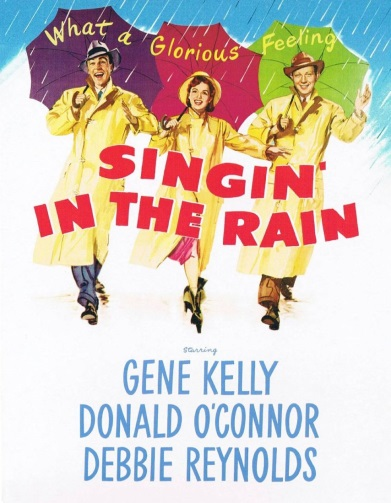 What a Glorious Feeling
SINGIN'
IN THE RAIN
starring
GENE KELLY
DONALD O'CONNOR
DEBBIE REYNOLDS